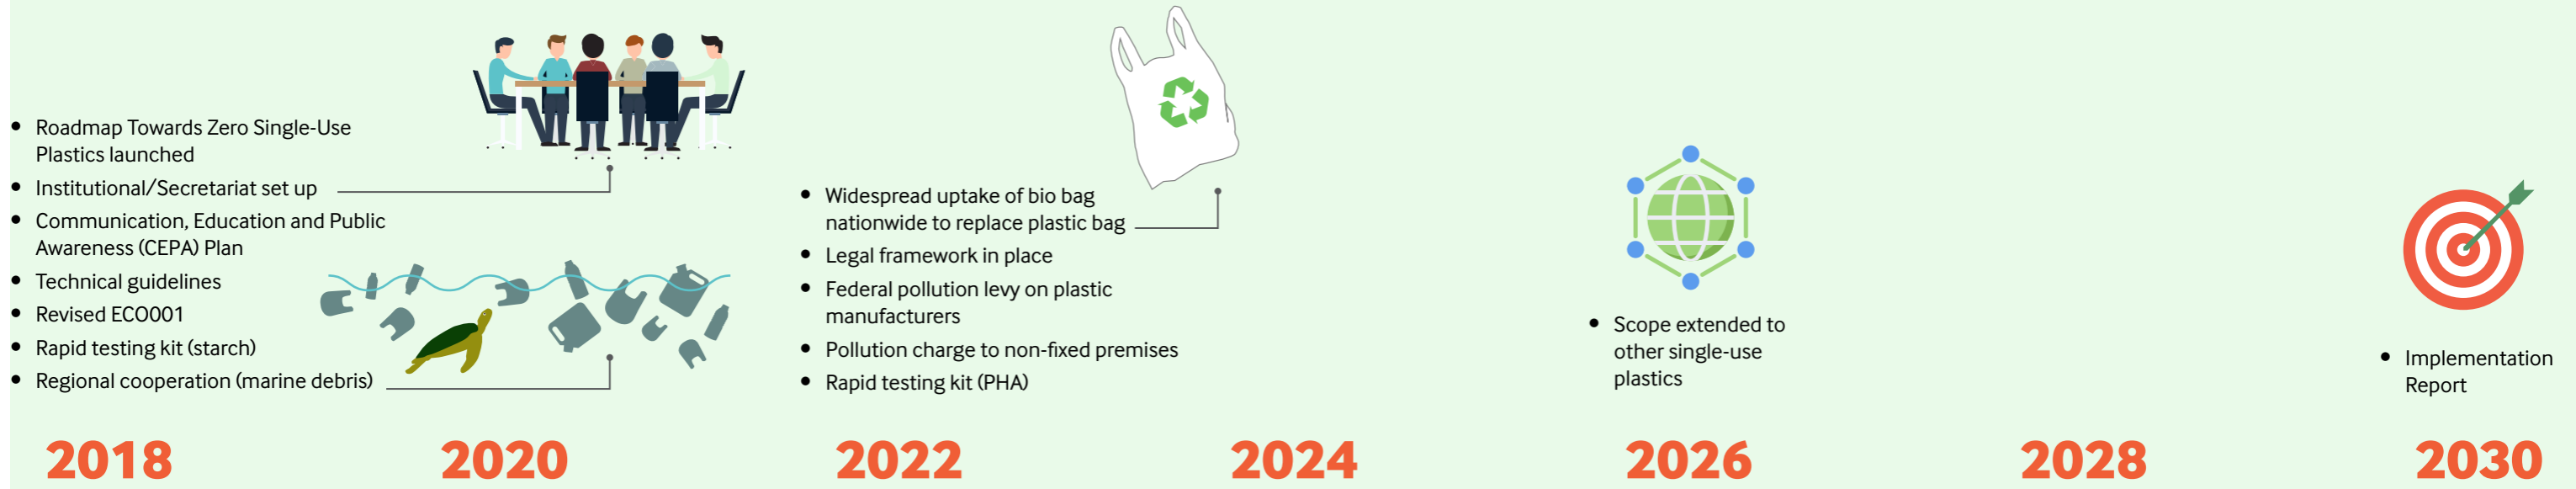 • Roadmap Towards Zero Single-Use
Plastics launched
• Institutional/Secretariat set up
• Communication, Education and Public
Awareness (CEPA) Plan
• Technical guidelines
• Revised ECO001
• Rapid testing kit (starch)
• Regional cooperation (marine debris)
• Widespread uptake of bio bag
nationwide to replace plastic bag
• Legal framework in place
• Federal pollution levy on plastic
manufacturers
• Pollution charge to non-fixed premises
• Rapid testing kit (PHA)
• Scope extended to
other single-use
plastics
• Implementation
Report
2018 2020 2022 2024 2026 2028 2030